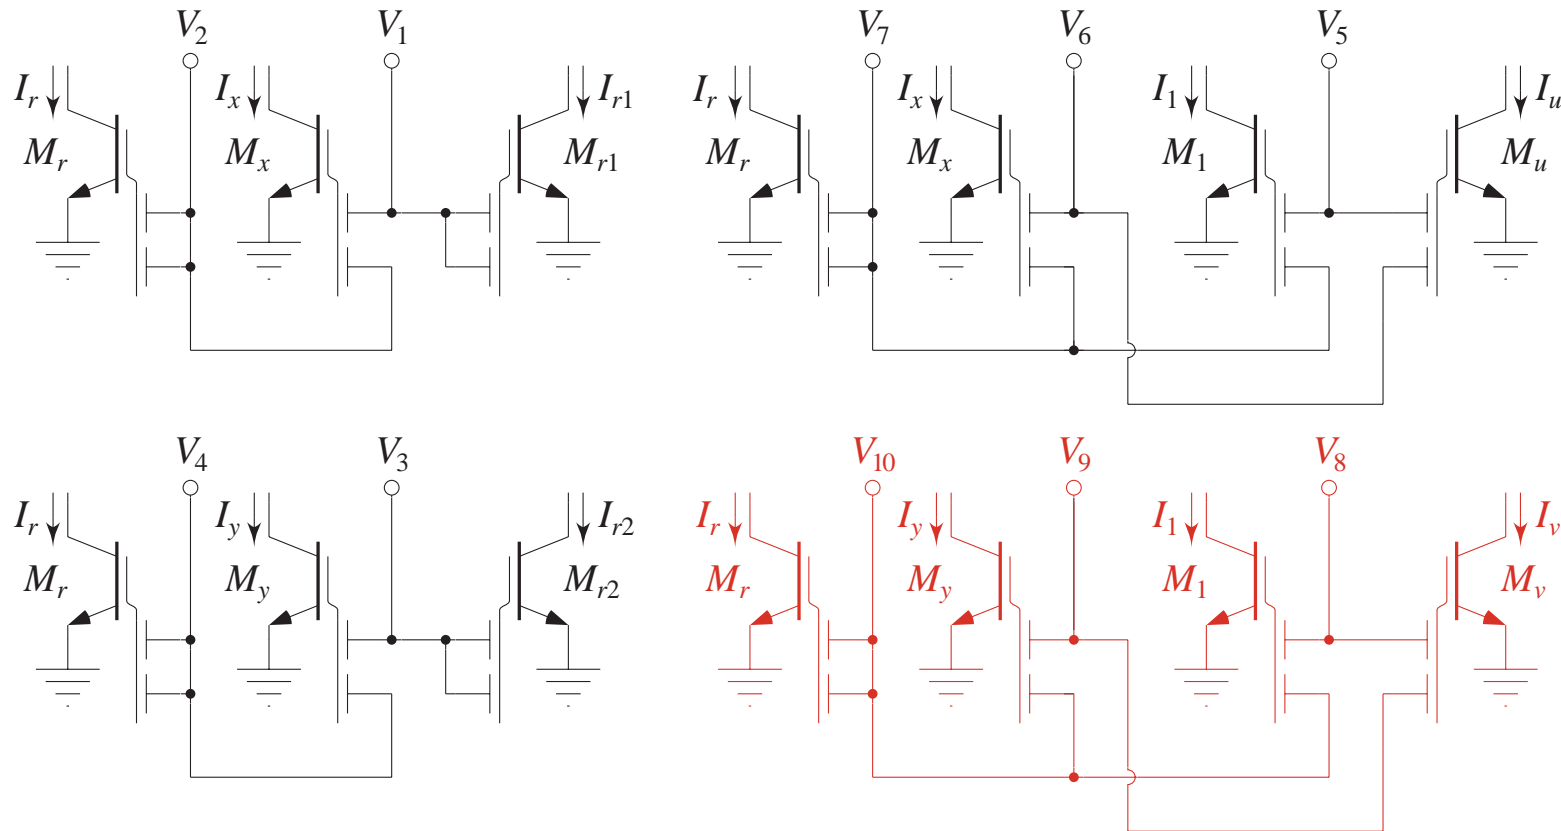 V2 V1 V7 V6 V5
Ir Ix Ir1 Ir Ix I1 Iu
Mr Mx Mr1 Mr Mx M1 Mu
V4 V3 V10 V9 V8
Ir Iy Ir2 Ir Iy I1 Iv
Mr My Mr2 Mr My M1 Mv